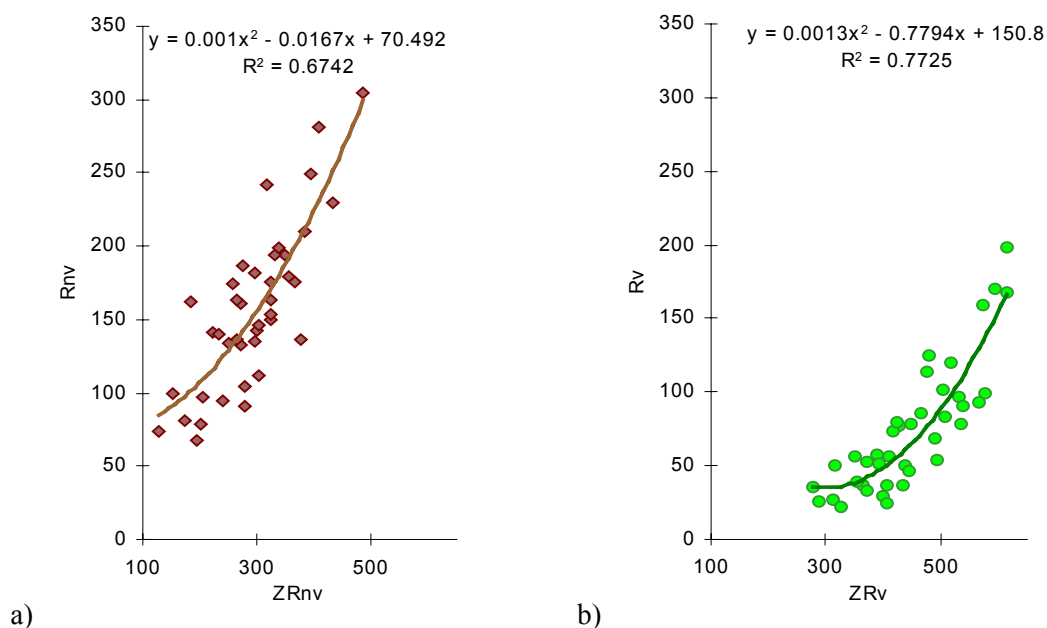 y = 0.001x² - 0.0167x + 70.492
R² = 0.6742
350
300
250
200
150
100
50
0
Rnv
100 300 500
ZRnv
a)
y = 0.0013x² - 0.7794x + 150.8
R² = 0.7725
350
300
250
200
150
100
50
0
Rv
100 300 500
ZRv
b)